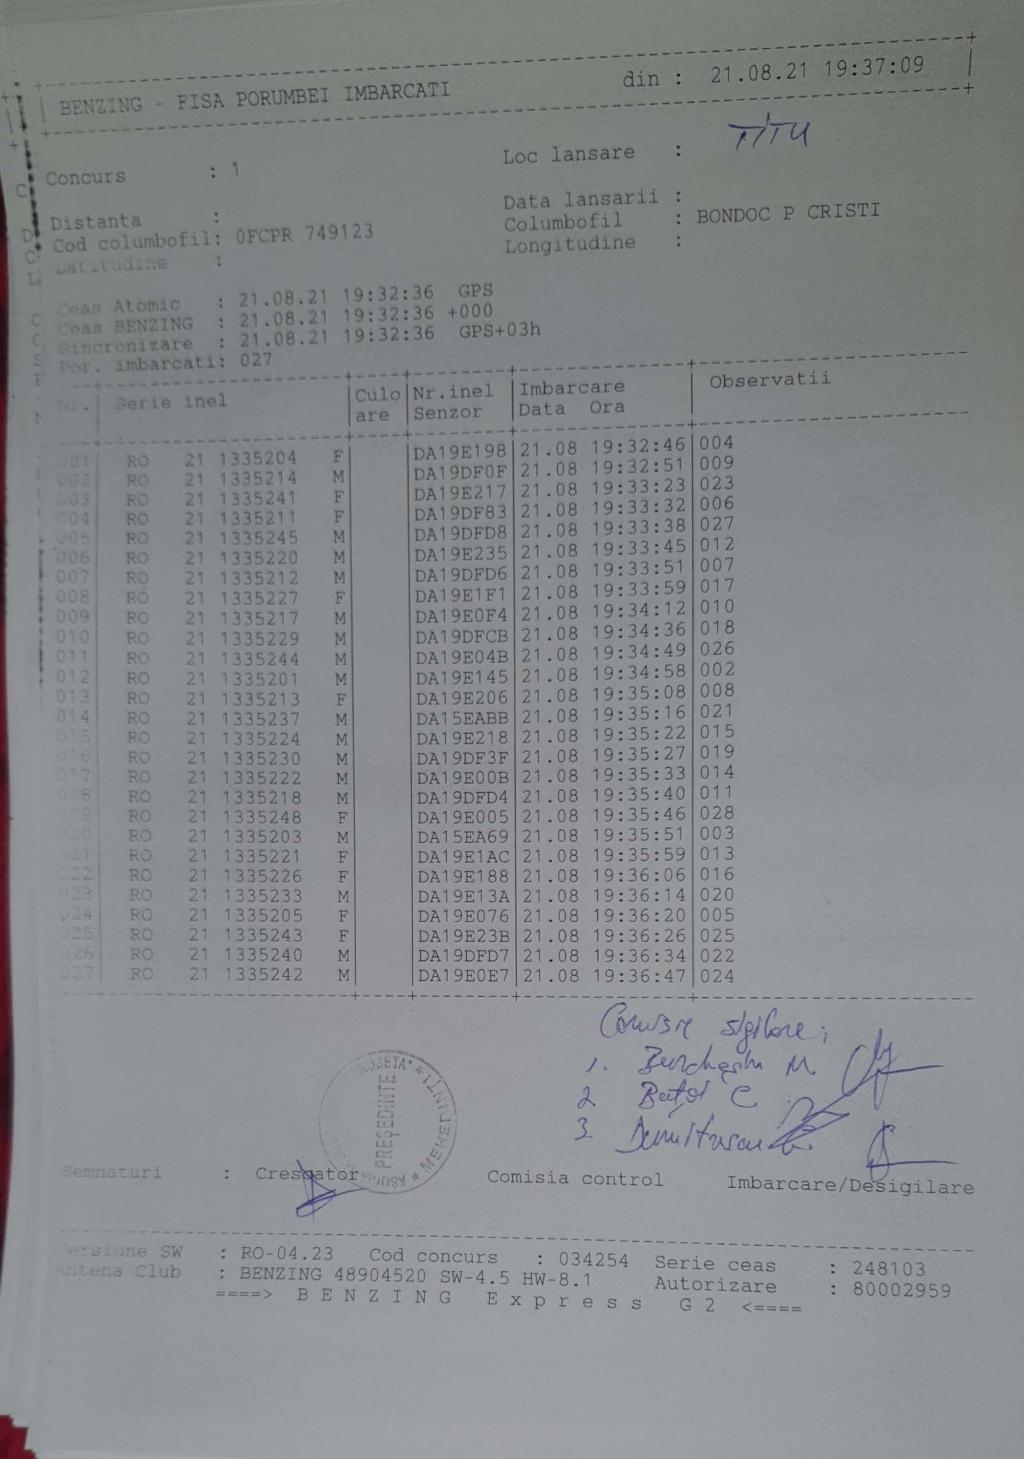 BENZING - FISA PORUMBEI IMBARCATI din : 21.08.21 19:37:09
Concurs : 1 Loc lansare : TITU
Distanta : Data lansarii :
Cod columbofil: 0FCPR 749123 Columbofil : BONDOC P CRISTI
Latitudine : Longitudine :
Ceas Atomic : 21.08.21 19:32:36 GPS
Ceas BENZING : 21.08.21 19:32:36 +000
Sincronizare : 21.08.21 19:32:36 GPS+03h
Por. imbarcati: 027
Nr. Serie inel Culo Nr.inel Imbarcare Observatii
are Senzor Data Ora
001 RO 21 1335204 F DA19E198 21.08 19:32:46 004
002 RO 21 1335214 M DA19DF0F 21.08 19:32:51 009
003 RO 21 1335241 F DA19E217 21.08 19:33:23 023
004 RO 21 1335211 F DA19DF83 21.08 19:33:32 006
005 RO 21 1335245 M DA19DFD8 21.08 19:33:38 027
006 RO 21 1335220 M DA19E235 21.08 19:33:45 012
007 RO 21 1335212 M DA19DFD6 21.08 19:33:51 007
008 RO 21 1335227 F DA19E1F1 21.08 19:33:59 017
009 RO 21 1335217 M DA19E0F4 21.08 19:34:12 010
010 RO 21 1335229 M DA19DFCB 21.08 19:34:36 018
011 RO 21 1335244 M DA19E04B 21.08 19:34:49 026
012 RO 21 1335201 M DA19E145 21.08 19:34:58 002
013 RO 21 1335213 F DA19E206 21.08 19:35:08 008
014 RO 21 1335237 M DA15EABB 21.08 19:35:16 021
015 RO 21 1335224 M DA19E218 21.08 19:35:22 015
016 RO 21 1335230 M DA19DF3F 21.08 19:35:27 019
017 RO 21 1335222 M DA19E00B 21.08 19:35:33 014
018 RO 21 1335218 M DA19DFD4 21.08 19:35:40 011
019 RO 21 1335248 F DA19E005 21.08 19:35:46 028
020 RO 21 1335203 M DA15EA69 21.08 19:35:51 003
021 RO 21 1335221 F DA19E1AC 21.08 19:35:59 013
022 RO 21 1335226 F DA19E188 21.08 19:36:06 016
023 RO 21 1335233 M DA19E13A 21.08 19:36:14 020
024 RO 21 1335205 F DA19E076 21.08 19:36:20 005
025 RO 21 1335243 F DA19E23B 21.08 19:36:26 025
026 RO 21 1335240 M DA19DFD7 21.08 19:36:34 022
027 RO 21 1335242 M DA19E0E7 21.08 19:36:47 024
Comisie sigilare;
1.
2
3.
PREŞEDINTE
MEHEDINTI
Semnaturi : Crescator Comisia control Imbarcare/Desigilare
Versiune SW : RO-04.23 Cod concurs : 034254 Serie ceas : 248103
Antena Club : BENZING 48904520 SW-4.5 HW-8.1 Autorizare : 80002959
====> B E N Z I N G E x p r e s s G 2 <====